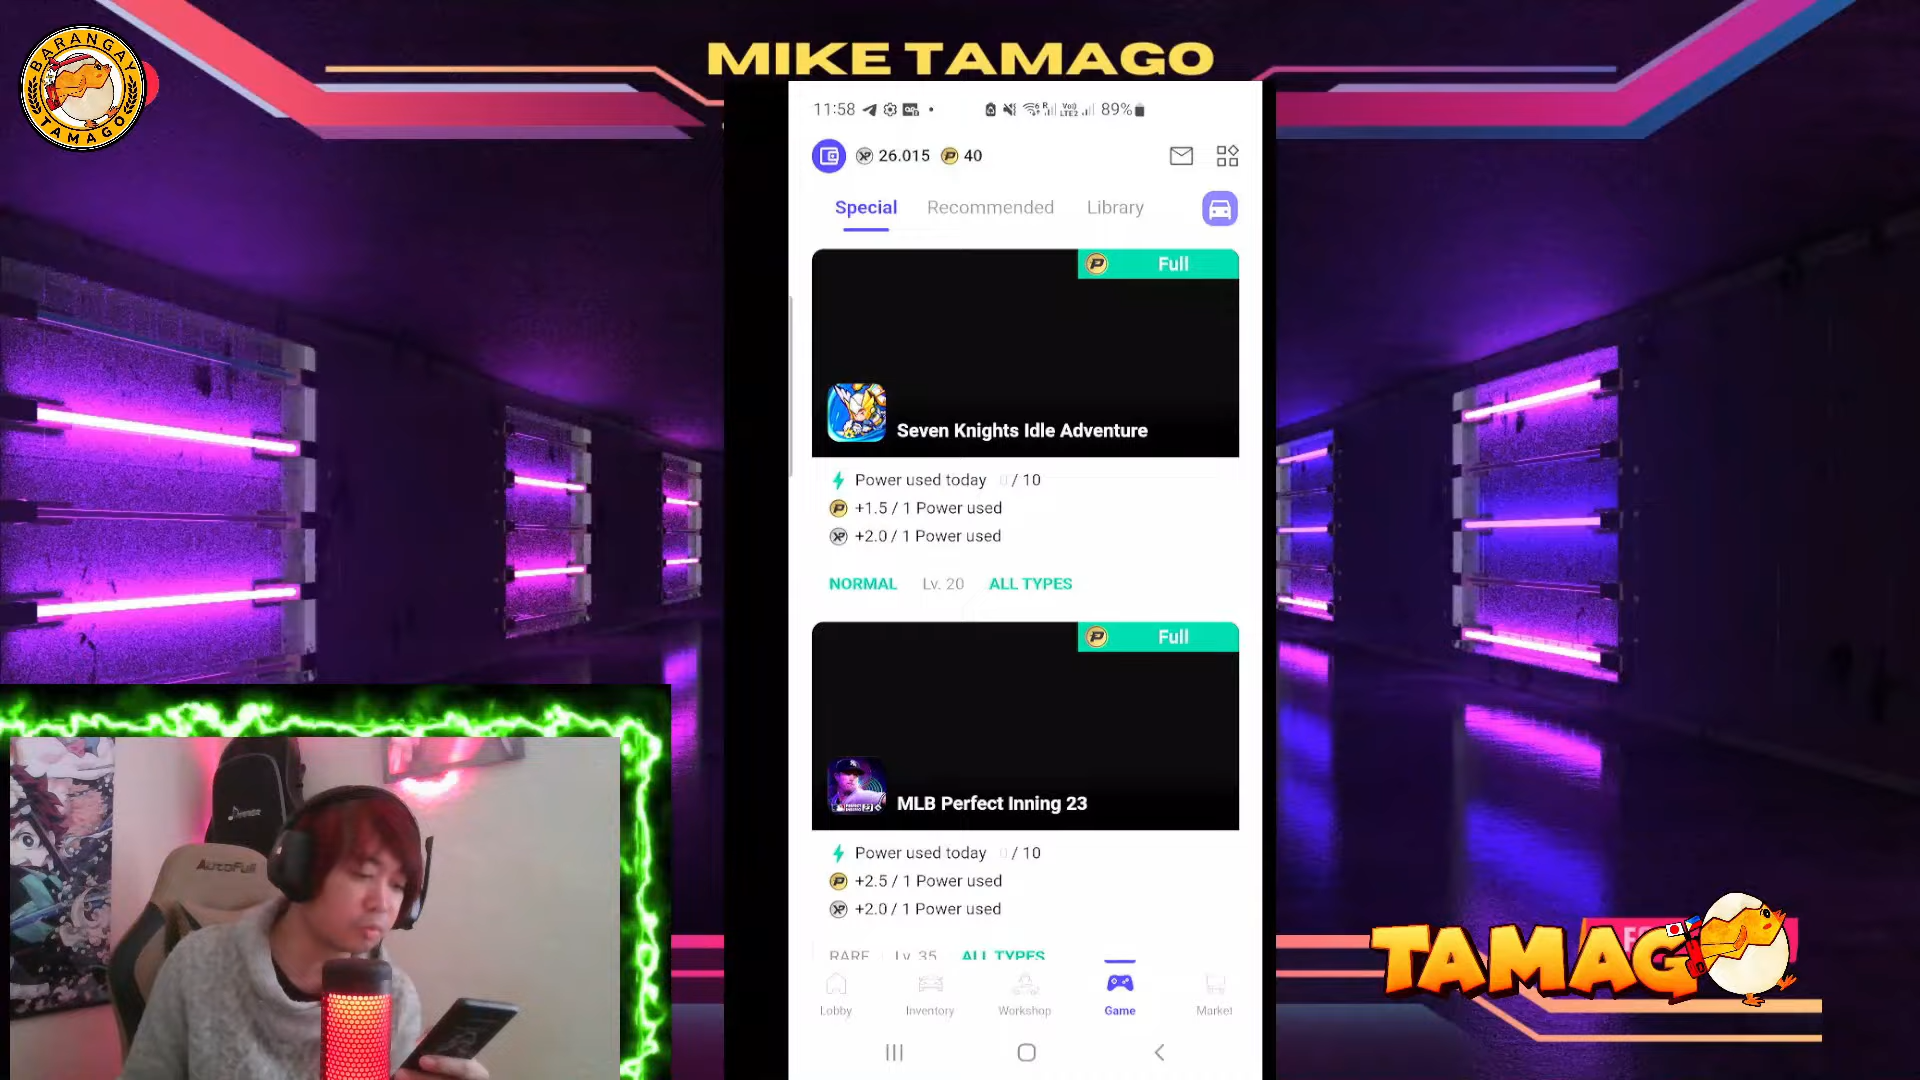 BARANGAY
TAMAGO
MIKE TAMAGO
11:58
89%
26.015
40
Special
Recommended
Library
Full
Seven Knights Idle Adventure
Power used today 0 / 10
+1.5 / 1 Power used
+2.0 / 1 Power used
NORMAL Lv. 20 ALL TYPES
Full
MLB Perfect Inning 23
Power used today 0 / 10
+2.5 / 1 Power used
+2.0 / 1 Power used
RARE Lv. 35 ALL TYPES
Lobby
Inventory
Workshop
Game
Market
AutoFull
TAMAGO